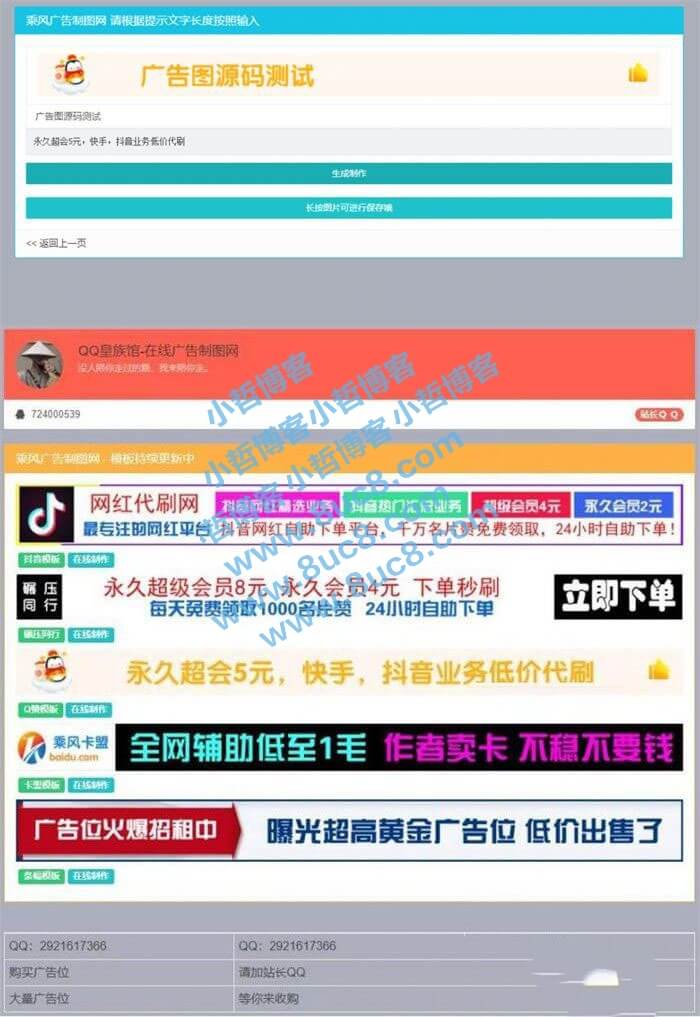 乘风广告制图网 请根据提示文字长度按照输入
广告图源码测试
广告图源码测试
永久超会5元，快手，抖音业务低价代刷
生成制作
长按图片可进行保存哦
<< 返回上一页
QQ皇族馆-在线广告制图网
没人陪你走过的路，我来陪你走。
724000539
站长Q Q
小哲博客小哲博客小哲博客
小哲博客小哲博客小哲博客
www.8uc8.com
www.8uc8.com
乘风广告制图网 - 模板持续更新中
网红代刷网 抖音网红精选业务 抖音热门 业务 超级会员4元 永久会员2元
最专注的网红平台 抖音网红自助下单平台，千万名片赞免费领取，24小时自助下单！
抖音模板 在线制作
碾压同行 永久超级会员8元 永久会员4元 下单秒刷 立即下单
每天免费领取1000名片赞 24小时自助下单
碾压同行 在线制作
永久超会5元，快手，抖音业务低价代刷
Q赞模板 在线制作
乘风卡盟 baidu.com 全网辅助低至1毛 作者卖卡 不稳不要钱
卡盟模板 在线制作
广告位火爆招租中 曝光超高黄金广告位 低价出售了
条幅模板 在线制作
QQ：2921617366 QQ：2921617366
购买广告位 请加站长QQ
大量广告位 等你来收购